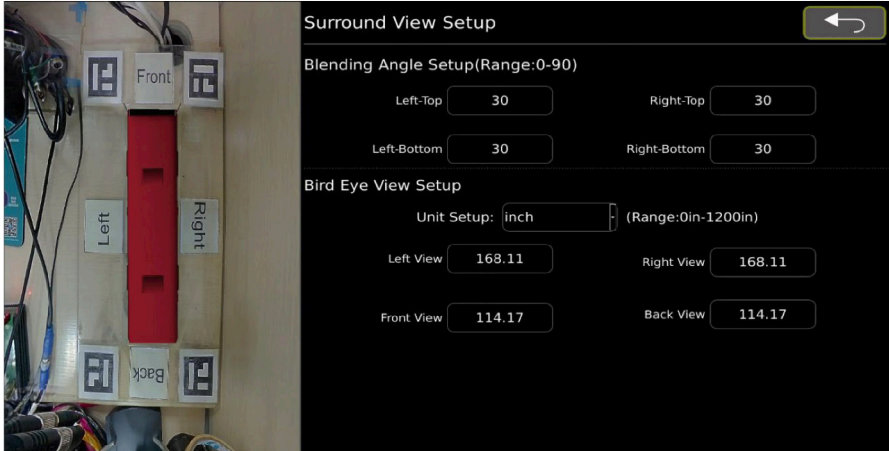 Front
Left
Right
Back
Surround View Setup
Blending Angle Setup(Range:0-90)
Left-Top 30 Right-Top 30
Left-Bottom 30 Right-Bottom 30
Bird Eye View Setup
Unit Setup: inch (Range:0in-1200in)
Left View 168.11 Right View 168.11
Front View 114.17 Back View 114.17